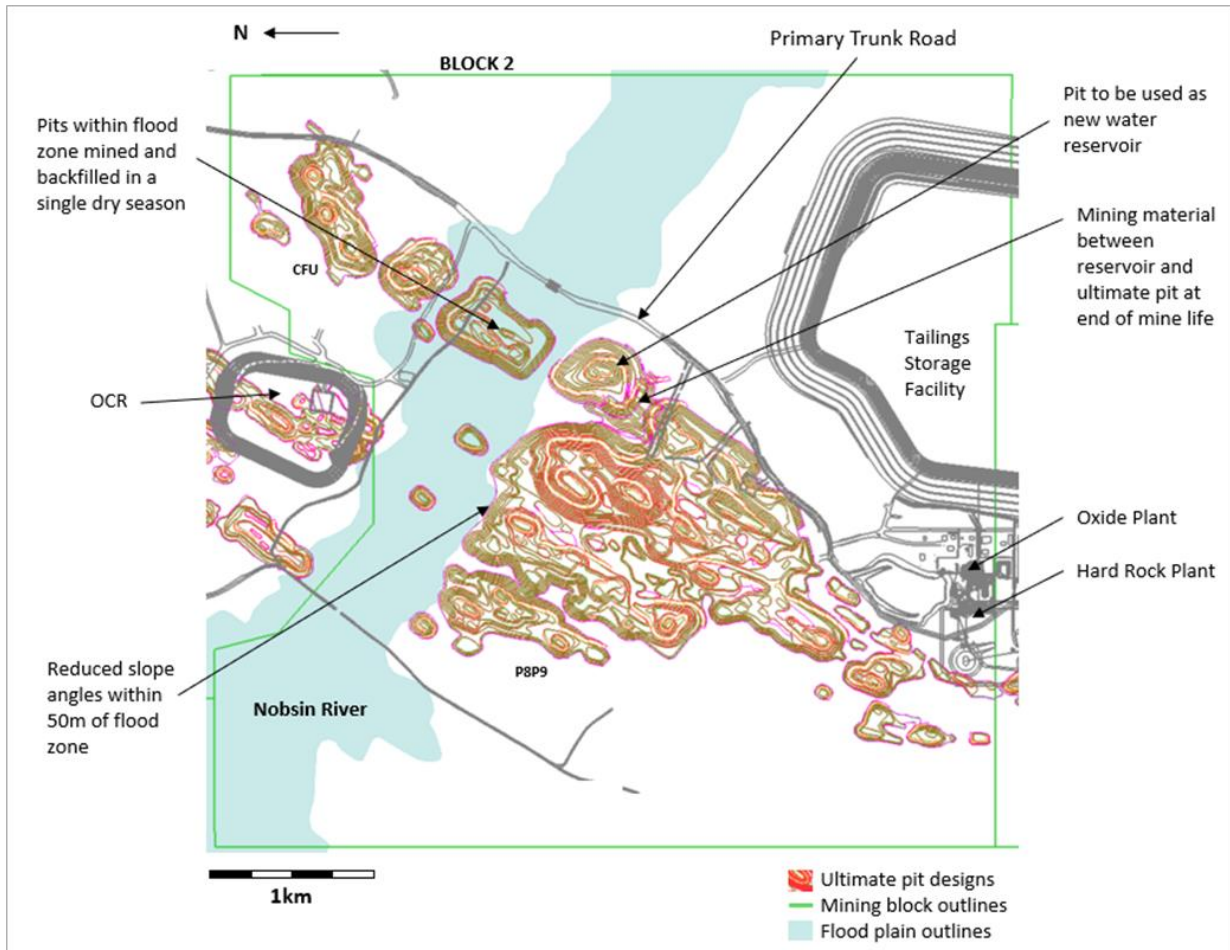 N
BLOCK 2
Primary Trunk Road
Pits within flood
zone mined and
backfilled in a
single dry season
Pit to be used as
new water
reservoir
Mining material
between
reservoir and
ultimate pit at
end of mine life
CFU
Tailings
Storage
Facility
OCR
Oxide Plant
Hard Rock Plant
Reduced slope
angles within
50m of flood
zone
P8P9
Nobsin River
1km
Ultimate pit designs
Mining block outlines
Flood plain outlines